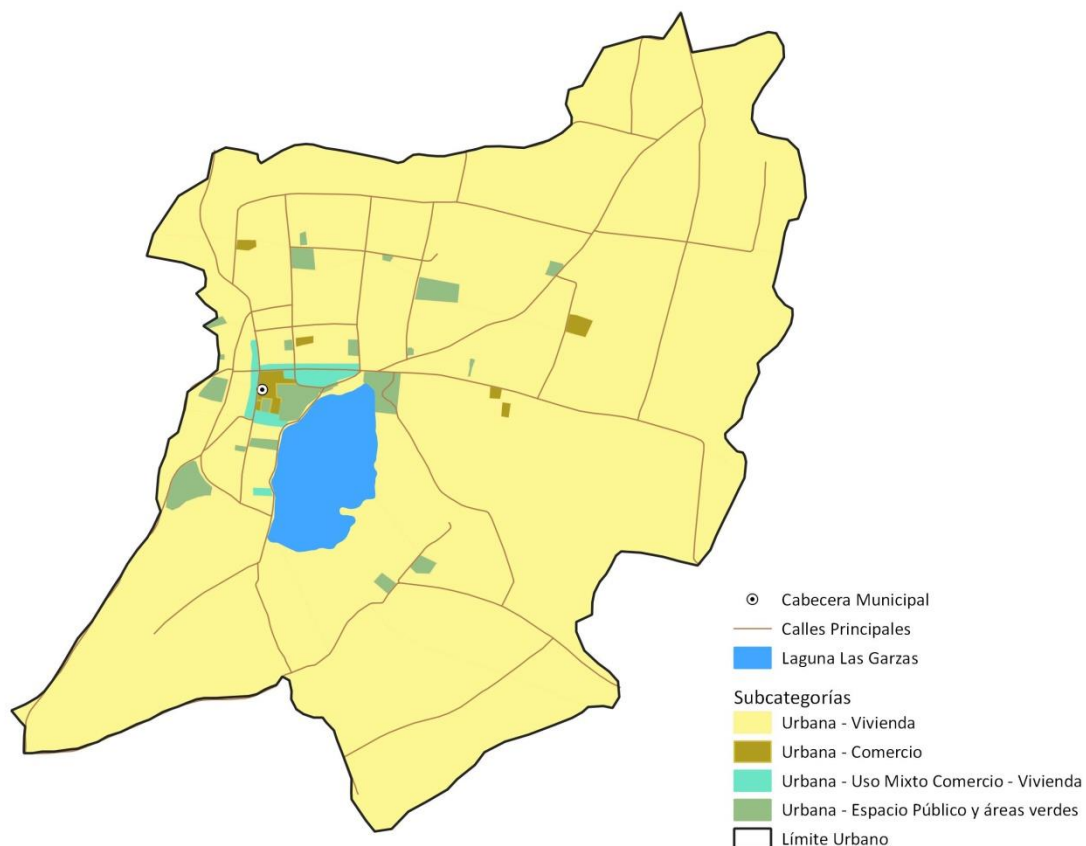 Cabecera Municipal
Calles Principales
Laguna Las Garzas
Subcategorías
Urbana - Vivienda
Urbana - Comercio
Urbana - Uso Mixto Comercio - Vivienda
Urbana - Espacio Público y áreas verdes
Límite Urbano